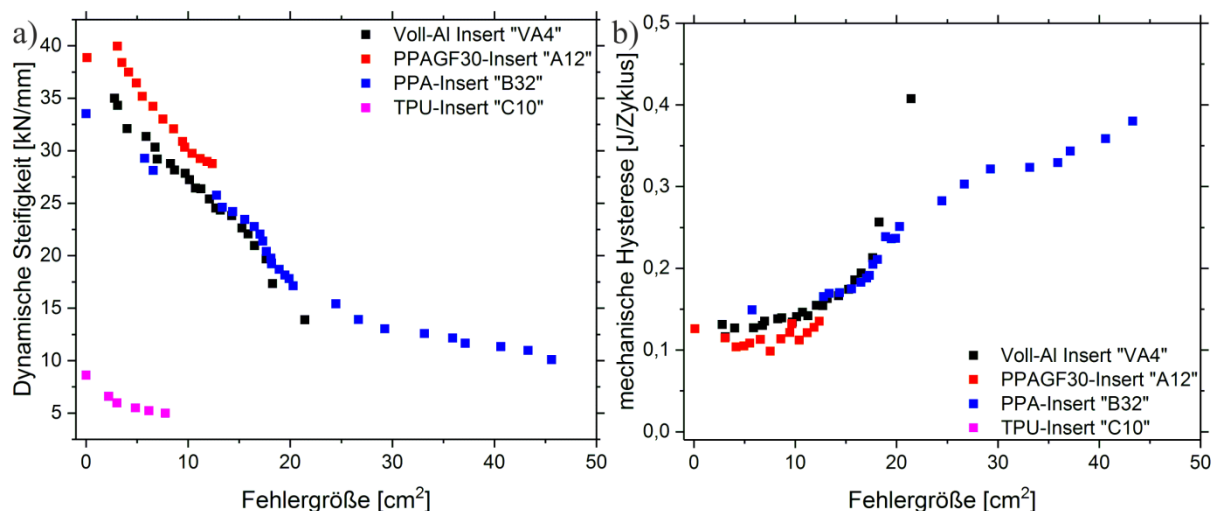 a)
Dynamische Steifigkeit [kN/mm]
40
35
30
25
20
15
10
5
Voll-Al Insert "VA4"
PPAGF30-Insert "A12"
PPA-Insert "B32"
TPU-Insert "C10"
0 10 20 30 40 50
Fehlergröße [cm²]
b)
mechanische Hysterese [J/Zyklus]
0,5
0,4
0,3
0,2
0,1
0,0
Voll-Al Insert "VA4"
PPAGF30-Insert "A12"
PPA-Insert "B32"
TPU-Insert "C10"
0 10 20 30 40 50
Fehlergröße [cm²]